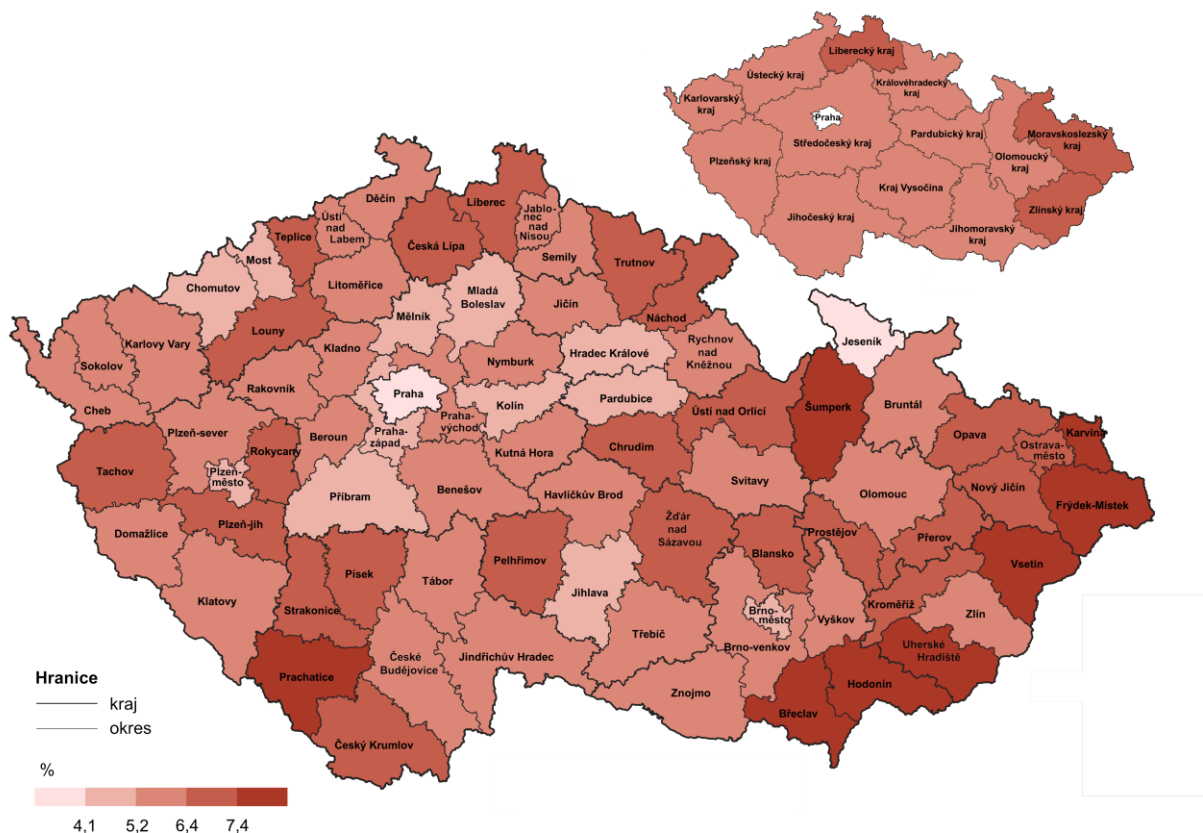 Liberecký kraj
Ústecký kraj
Královéhradecký
kraj
Karlovarský
kraj
Praha
Středočeský kraj
Pardubický kraj
Moravskoslezský
kraj
Plzeňský kraj
Olomoucký
kraj
Kraj Vysočina
Zlínský kraj
Jihočeský kraj
Jihomoravský
kraj
Děčín
Liberec
Jablo-
nec
nad
Nisou
Ústí
nad
Labem
Teplice
Česká Lípa
Semily
Trutnov
Most
Chomutov
Litoměřice
Mladá
Boleslav
Jičín
Mělník
Náchod
Louny
Karlovy Vary
Kladno
Jeseník
Rychnov
nad
Kněžnou
Hradec Králové
Nymburk
Sokolov
Rakovník
Praha
Kolín
Pardubice
Cheb
Šumperk
Bruntál
Ústí nad Orlicí
Praha-
východ
Praha-
západ
Plzeň-sever
Beroun
Opava
Karviná
Ostrava-
město
Rokycany
Kutná Hora
Chrudim
Tachov
Plzeň-
město
Příbram
Benešov
Havlíčkův Brod
Svitavy
Olomouc
Nový Jičín
Frýdek-Místek
Plzeň-jih
Žďár
nad
Sázavou
Domažlice
Prostějov
Přerov
Blansko
Pelhřimov
Písek
Tábor
Vsetín
Klatovy
Strakonice
Jihlava
Kroměříž
Brno-
město
Vyškov
Zlín
Třebíč
Brno-venkov
Uherské
Hradiště
České
Budějovice
Jindřichův Hradec
Prachatice
Hodonín
Znojmo
Břeclav
Český Krumlov
Hranice
kraj
okres
%
4,1 5,2 6,4 7,4